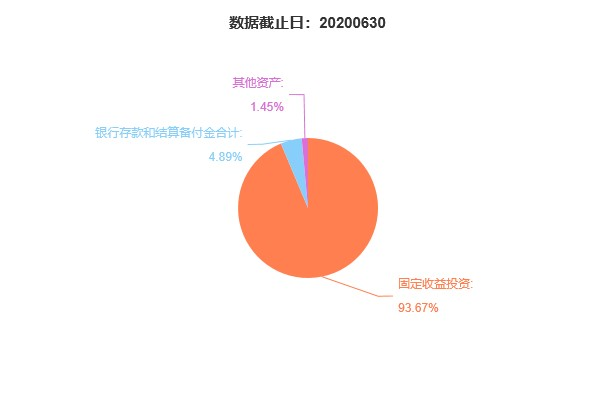 数据截止日：20200630
其他资产:
1.45%
银行存款和结算备付金合计:
4.89%
固定收益投资:
93.67%